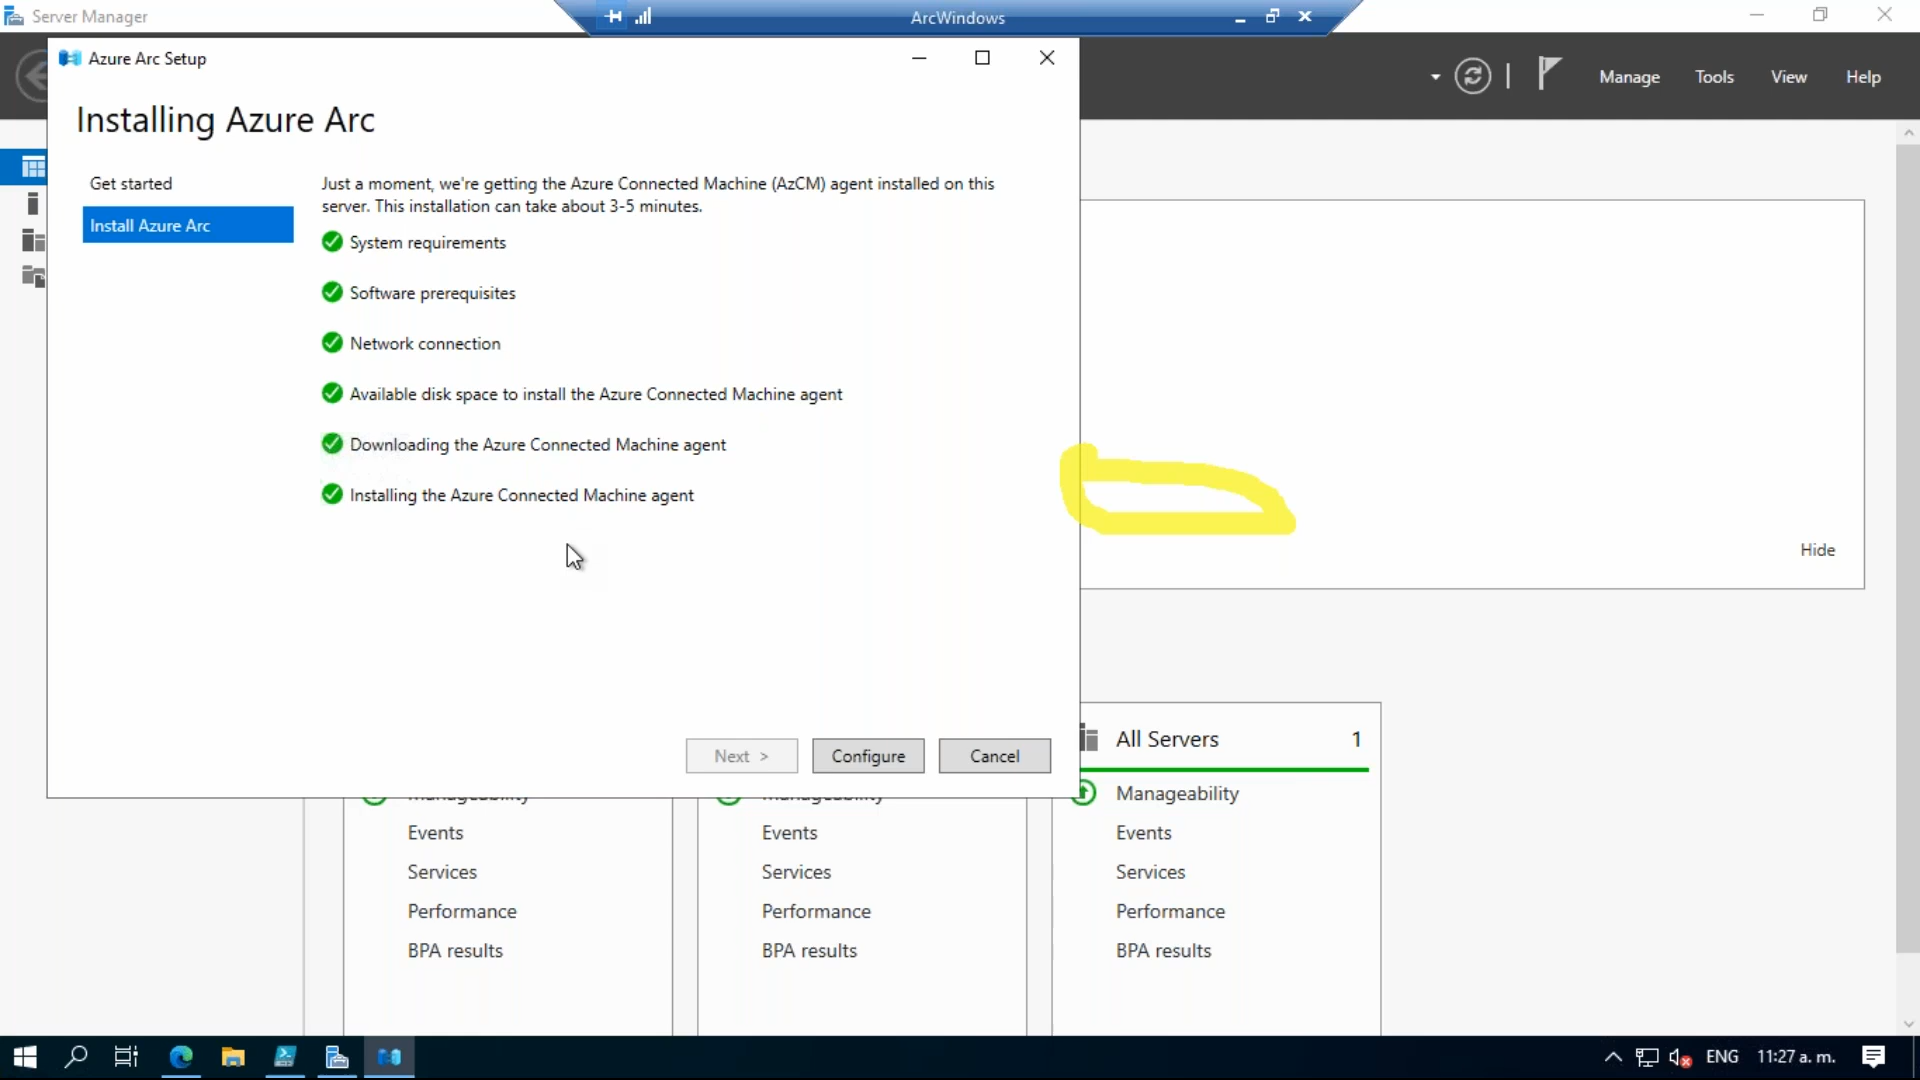 Server Manager
ArcWindows
Azure Arc Setup
Manage
Tools
View
Help
Installing Azure Arc
Get started
Install Azure Arc
Just a moment, we're getting the Azure Connected Machine (AzCM) agent installed on this
server. This installation can take about 3-5 minutes.
System requirements
Software prerequisites
Network connection
Available disk space to install the Azure Connected Machine agent
Downloading the Azure Connected Machine agent
Installing the Azure Connected Machine agent
Hide
Next >
Configure
Cancel
All Servers 1
Manageability
Manageability
Manageability
Events
Events
Events
Services
Services
Services
Performance
Performance
Performance
BPA results
BPA results
BPA results
ENG
11:27 a. m.